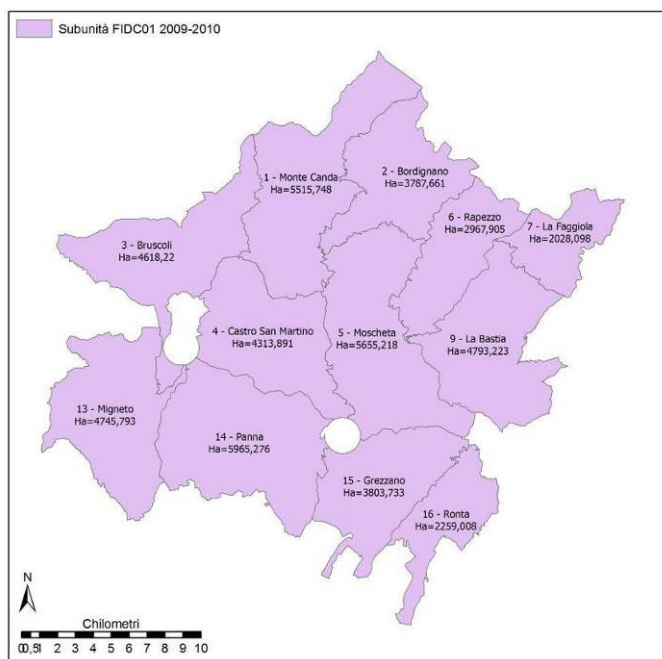 Subunità FIDC01 2009-2010
1 - Monte Canda
Ha=5515,748
2 - Bordignano
Ha=3787,661
6 - Rapezzo
Ha=2967,905
7 - La Faggiola
Ha=2028,098
3 - Bruscoli
Ha=4618,22
4 - Castro San Martino
Ha=4313,891
5 - Moscheta
Ha=5655,218
9 - La Bastia
Ha=4793,223
13 - Migneto
Ha=4745,793
14 - Panna
Ha=5965,276
15 - Grezzano
Ha=3803,733
16 - Ronta
Ha=2259,008
N
Chilometri
0 0,5 1 2 3 4 5 6 7 8 9 10